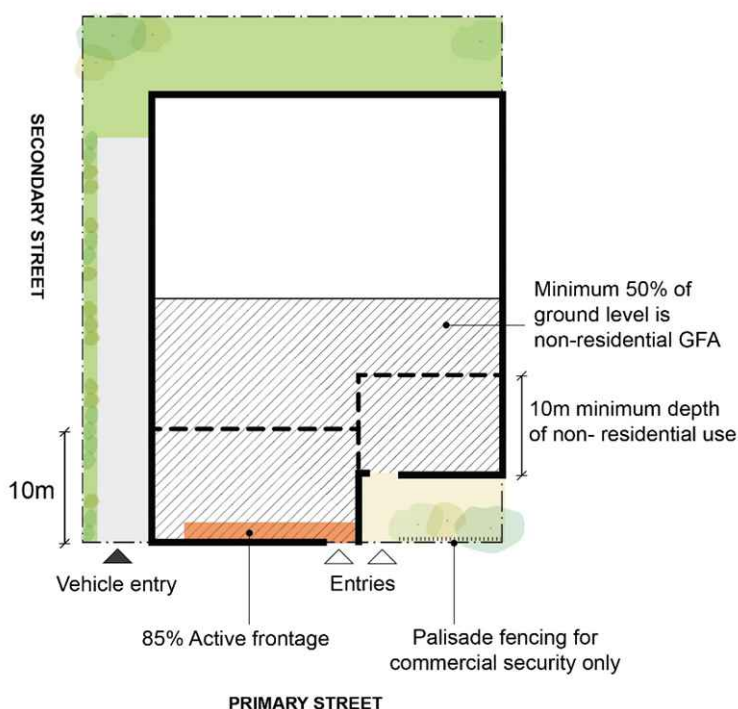 SECONDARY STREET
Minimum 50% of
ground level is
non-residential GFA
10m minimum depth
of non- residential use
10m
Vehicle entry
Entries
85% Active frontage
Palisade fencing for
commercial security only
PRIMARY STREET